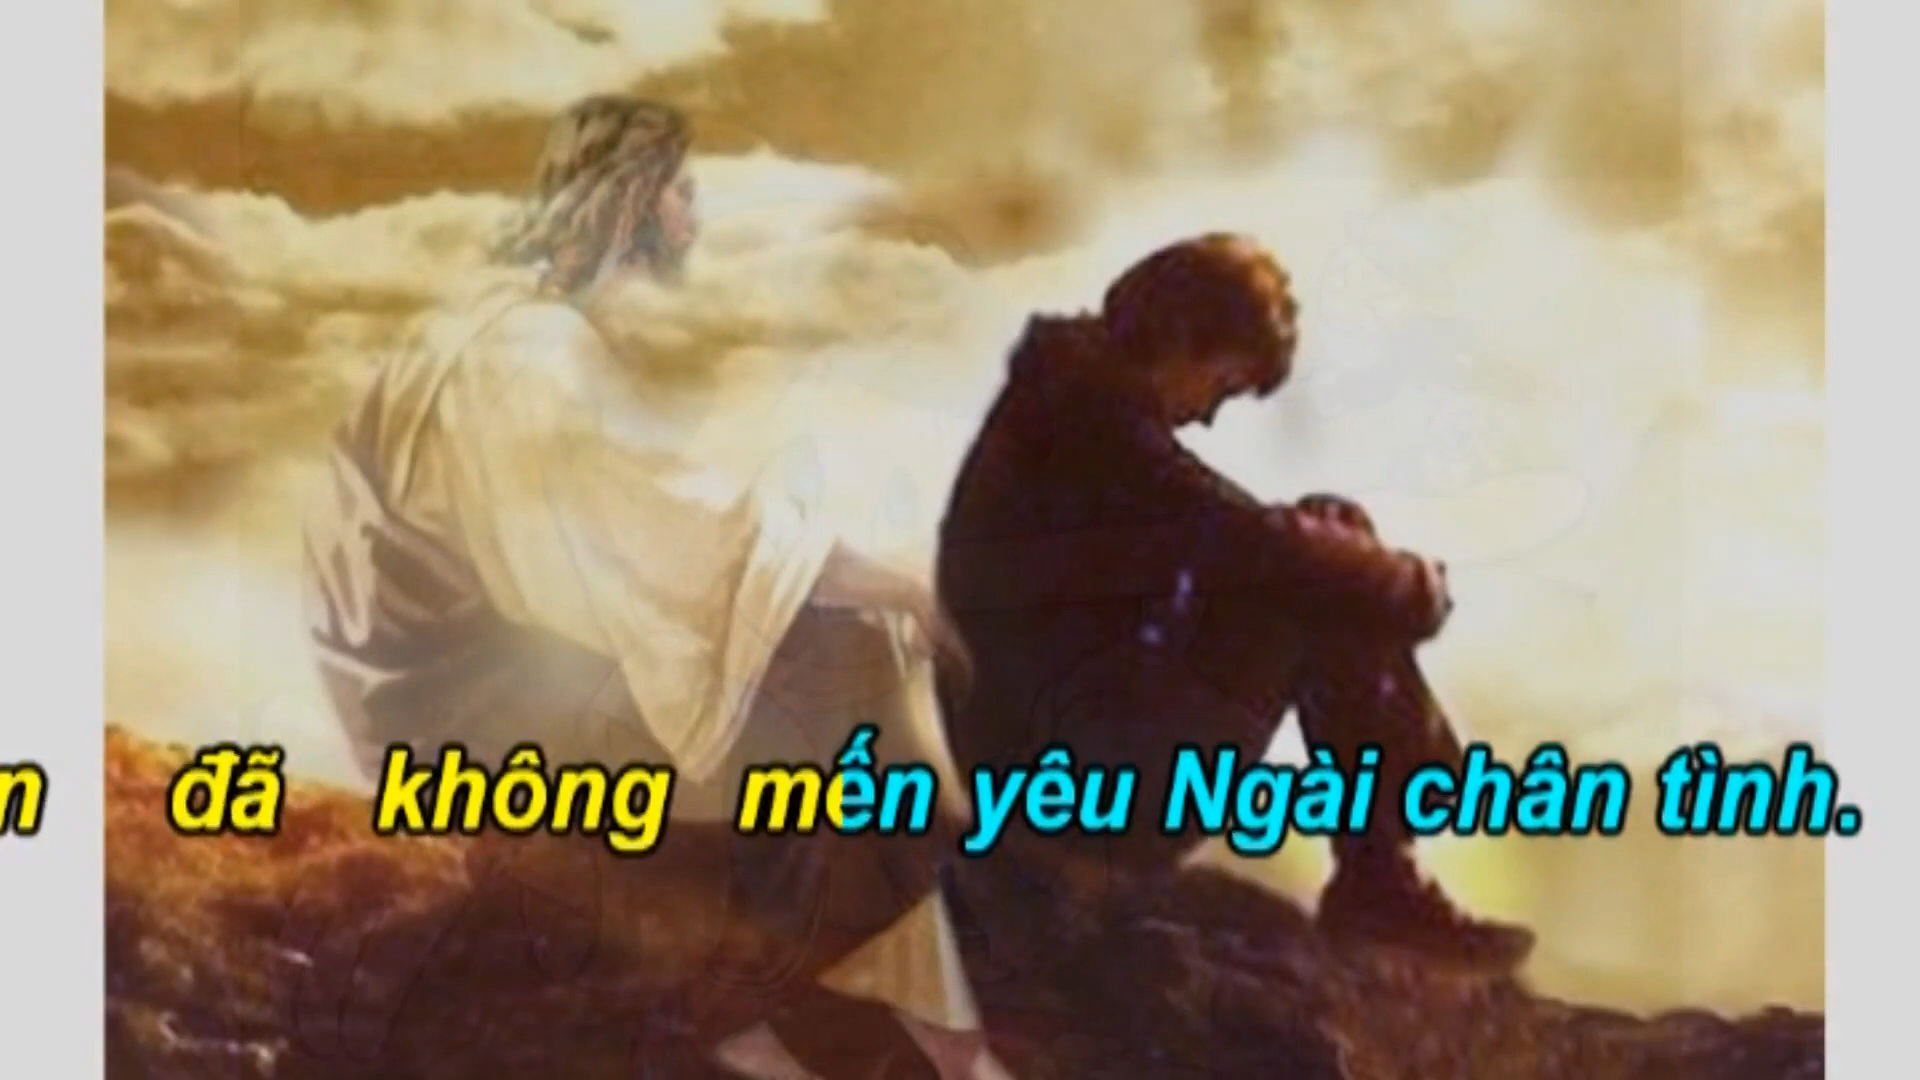 đã không mến yêu Ngài chân tình.